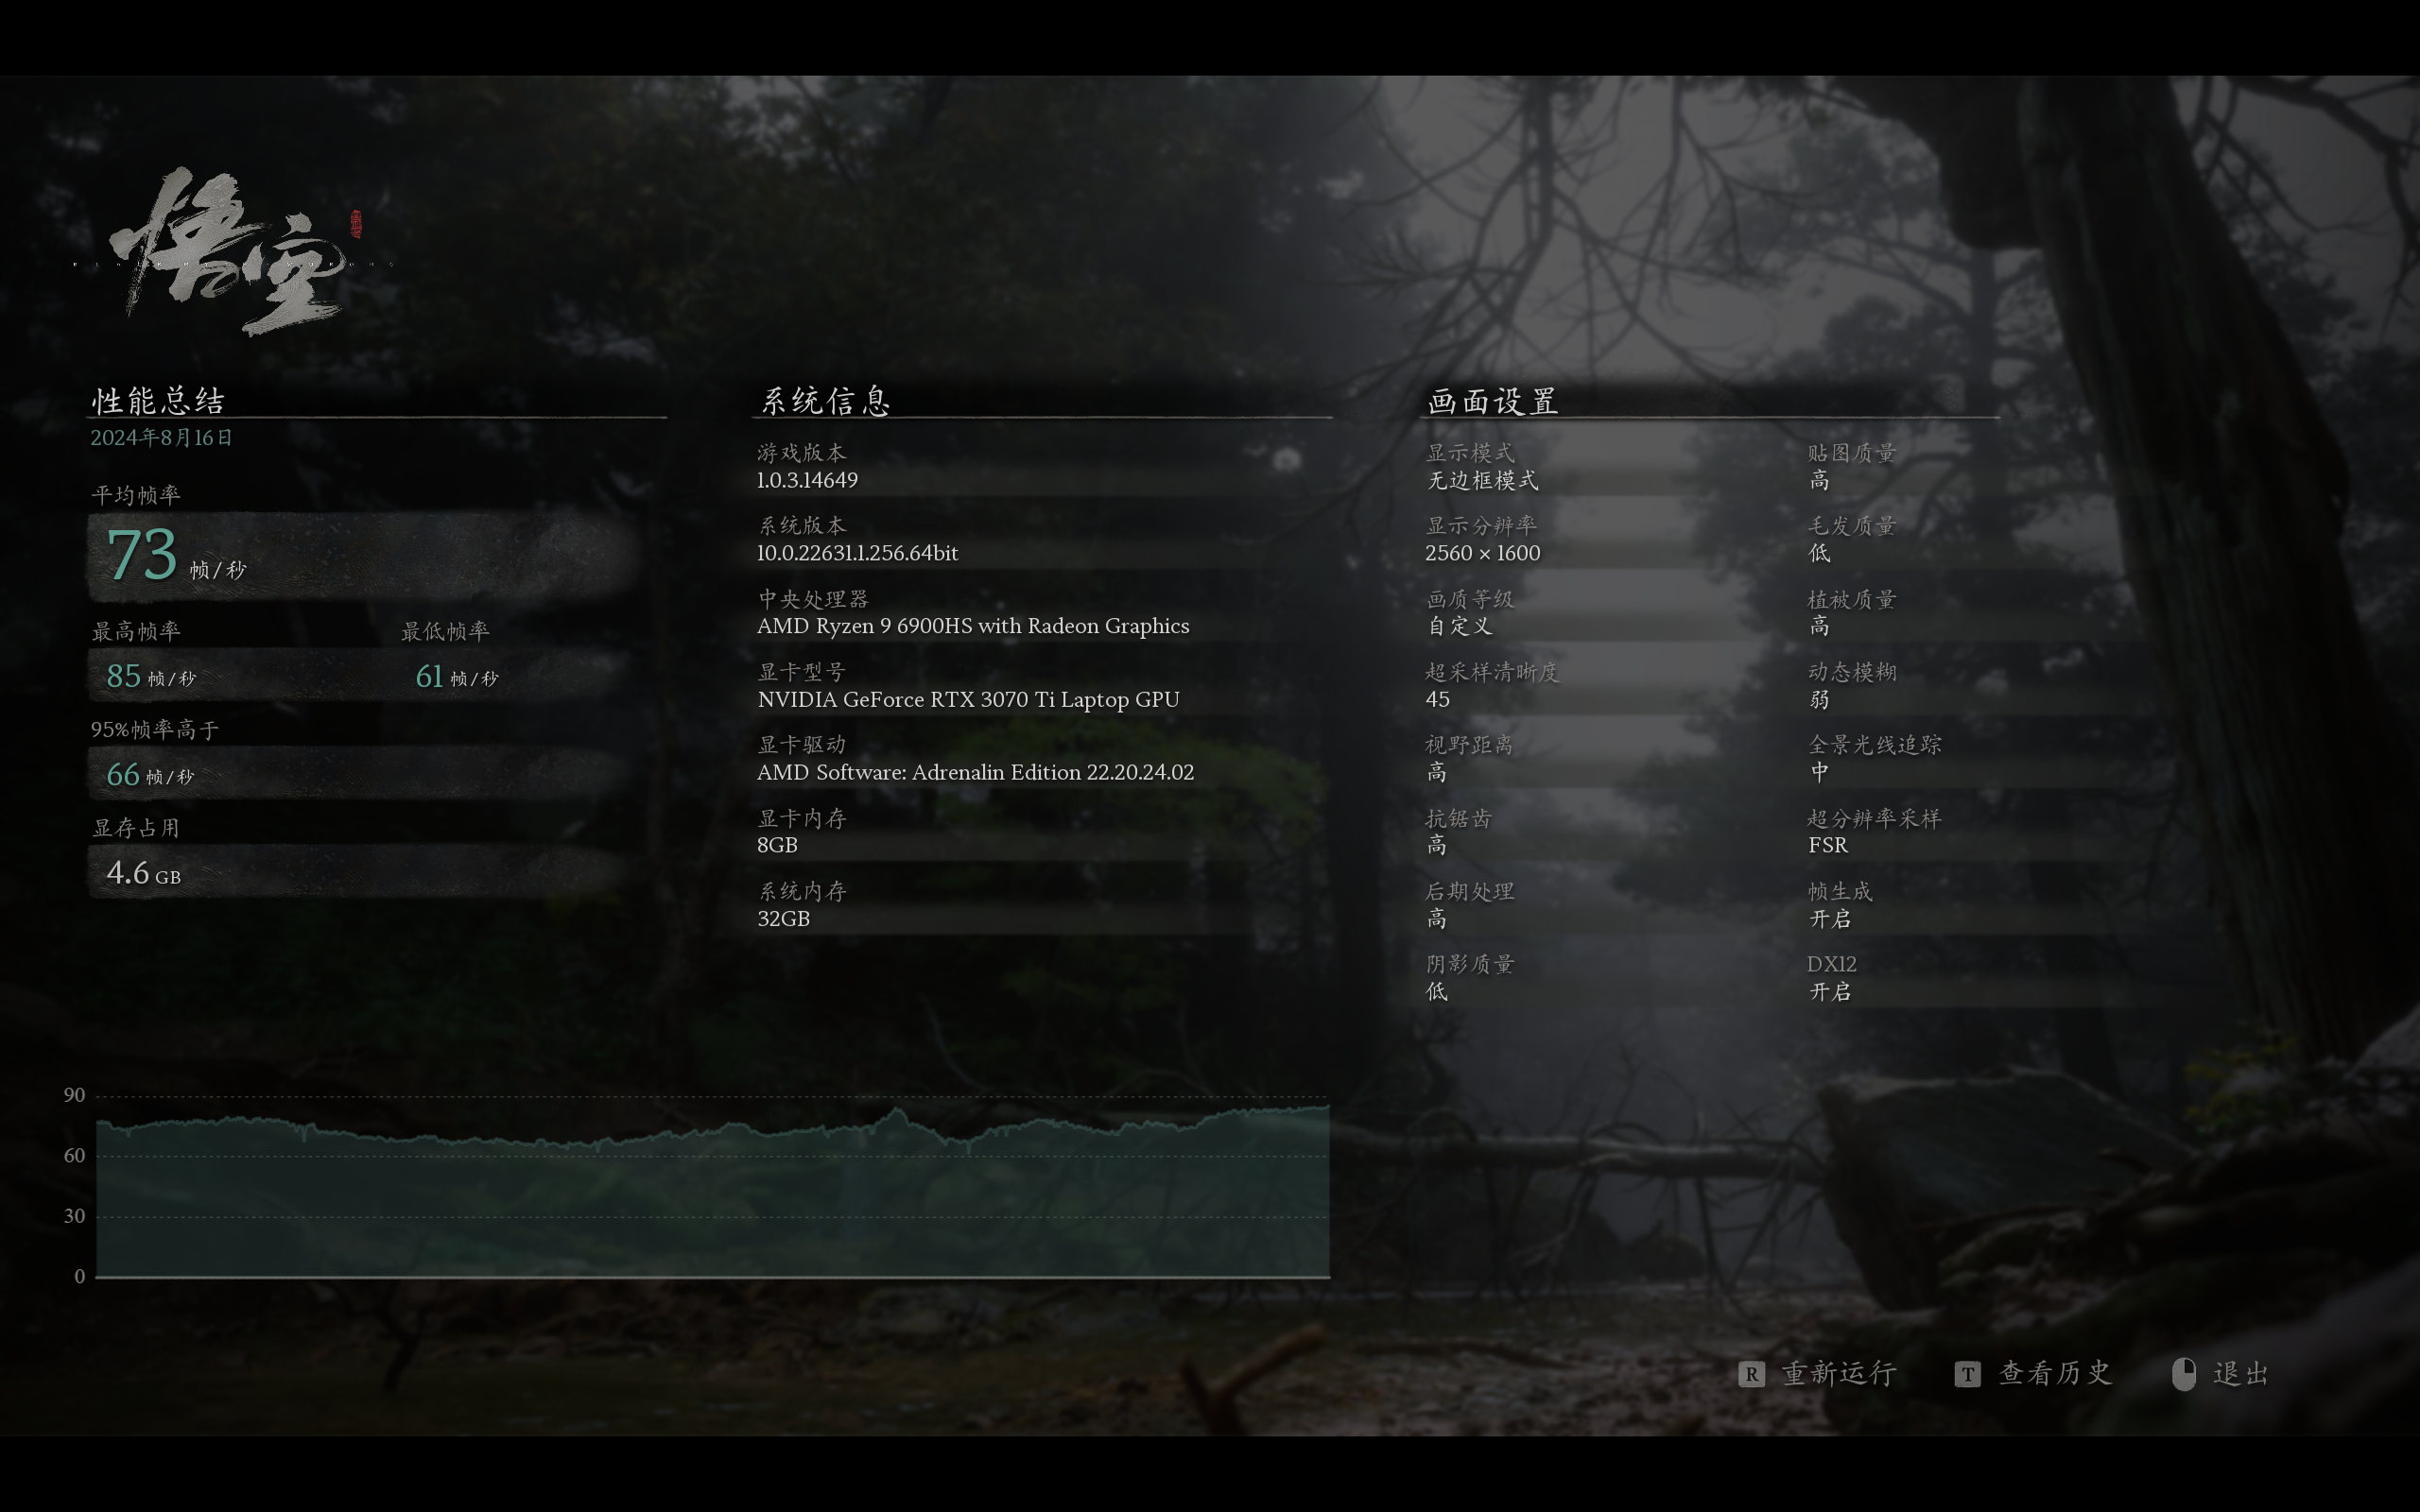 悟空
性能总结
2024年8月16日
平均帧率
73 帧/秒
最高帧率 最低帧率
85 帧/秒 61 帧/秒
95%帧率高于
66 帧/秒
显存占用
4.6 GB
系统信息
游戏版本
1.0.3.14649
系统版本
10.0.22631.1.256.64bit
中央处理器
AMD Ryzen 9 6900HS with Radeon Graphics
显卡型号
NVIDIA GeForce RTX 3070 Ti Laptop GPU
显卡驱动
AMD Software: Adrenalin Edition 22.20.24.02
显卡内存
8GB
系统内存
32GB
画面设置
显示模式
无边框模式
显示分辨率
2560 × 1600
画质等级
自定义
超采样清晰度
45
视野距离
高
抗锯齿
高
后期处理
高
阴影质量
低
贴图质量
高
毛发质量
低
植被质量
高
动态模糊
弱
全景光线追踪
中
超分辨率采样
FSR
帧生成
开启
DX12
开启
90
60
30
0
R 重新运行 T 查看历史 退出